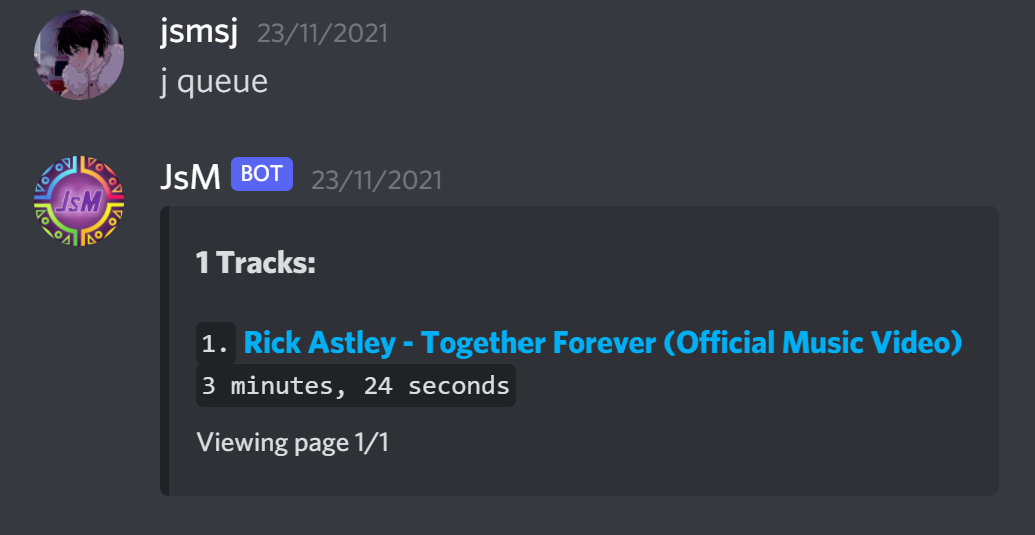 jsmsj 23/11/2021
j queue
JsM BOT 23/11/2021
JsM
1 Tracks:
1. Rick Astley - Together Forever (Official Music Video)
3 minutes, 24 seconds
Viewing page 1/1